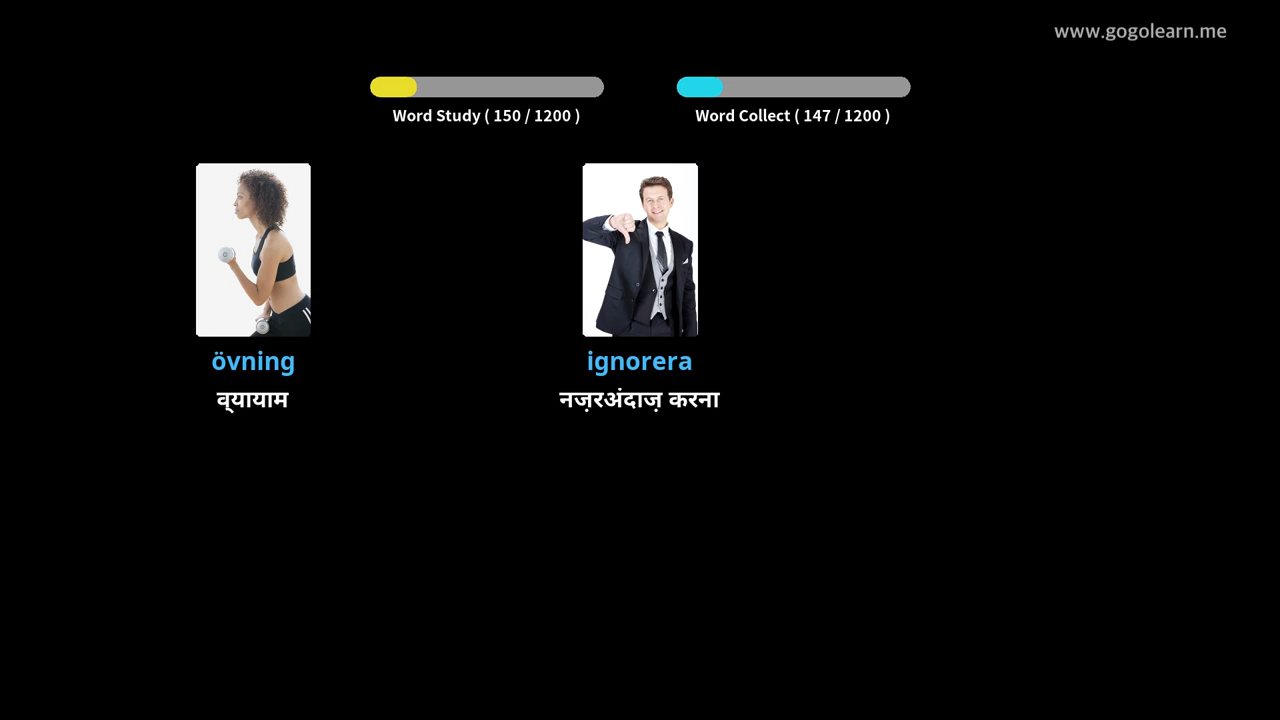 www.gogolearn.me
Word Study ( 150 / 1200 )
Word Collect ( 147 / 1200 )
övning
ignorera
व्यायाम
नज़रअंदाज़ करना